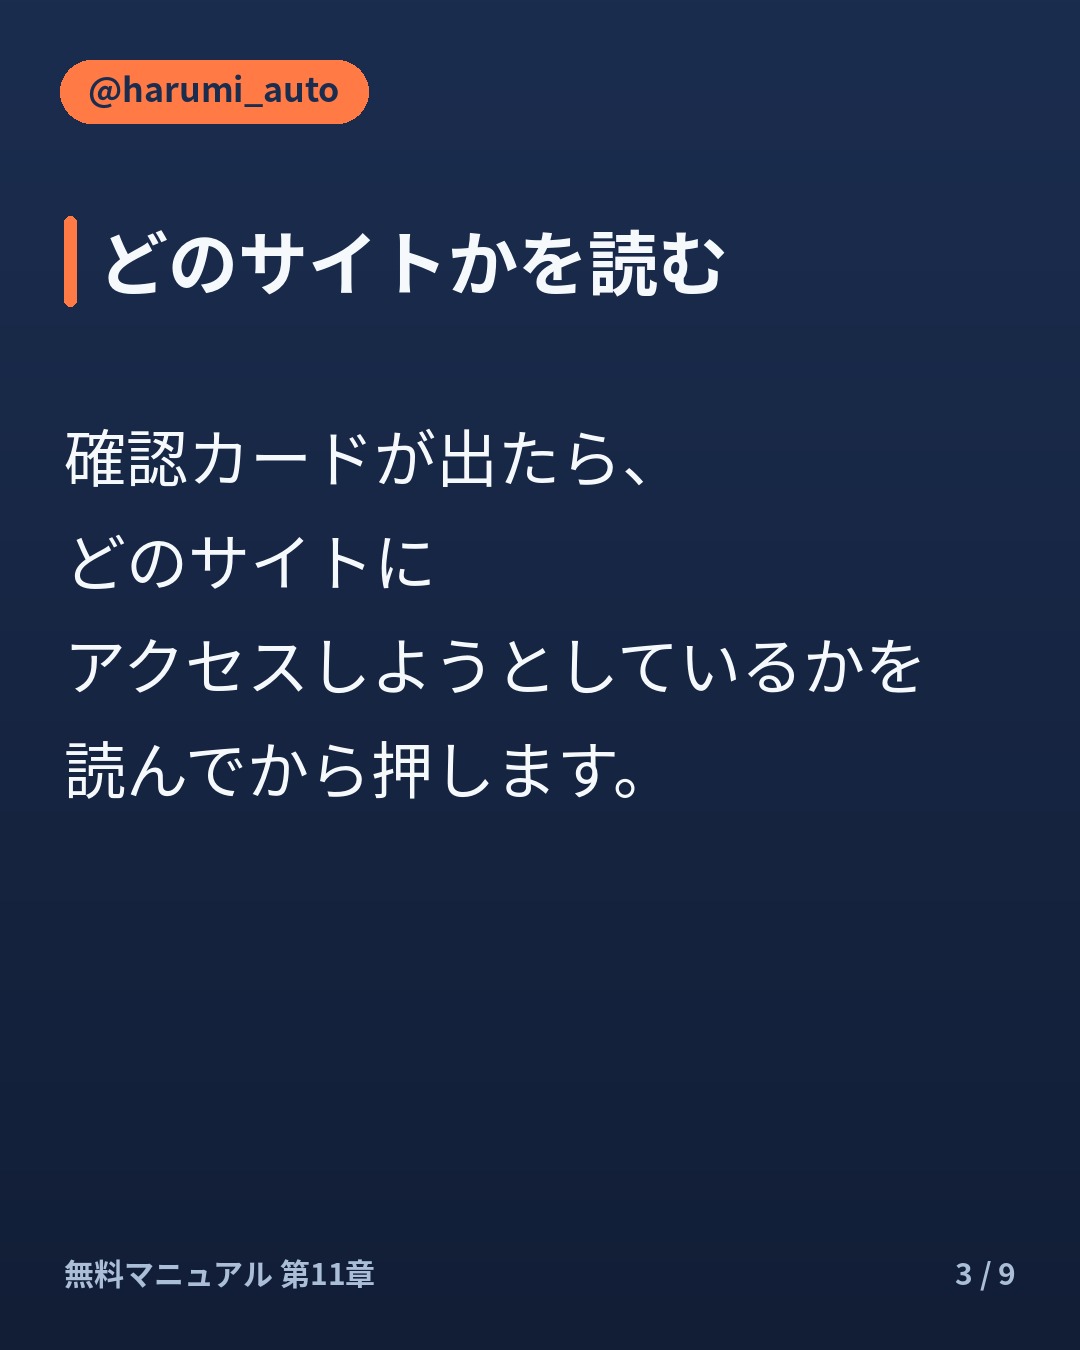 @harumi_auto
どのサイトかを読む
確認カードが出たら、
どのサイトに
アクセスしようとしているかを
読んでから押します。
無料マニュアル 第11章
3 / 9